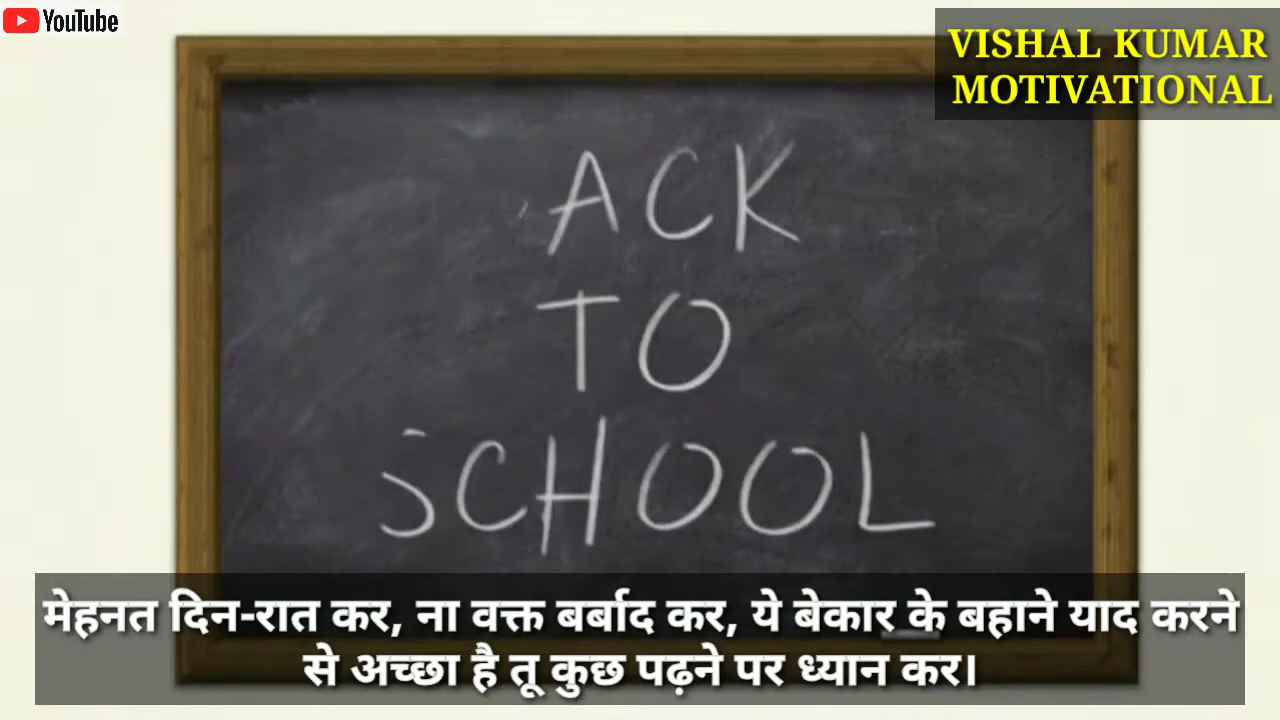 YouTube
VISHAL KUMAR
MOTIVATIONAL
ACK
TO
SCHOOL
मेहनत दिन-रात कर, ना वक्त बर्बाद कर, ये बेकार के बहाने याद करने
से अच्छा है तू कुछ पढ़ने पर ध्यान कर।